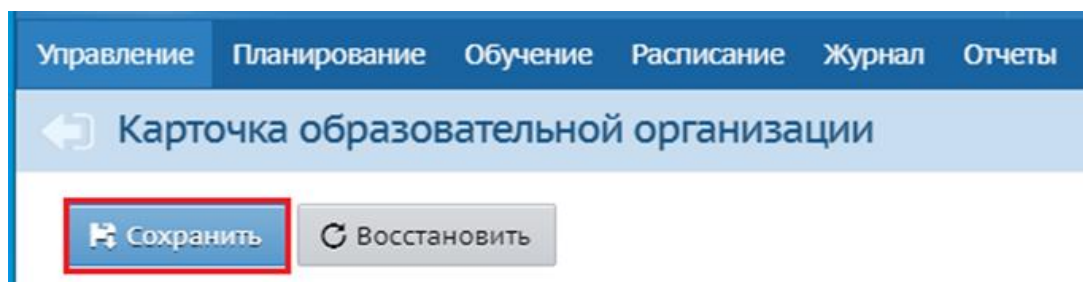 Управление Планирование Обучение Расписание Журнал Отчеты
Карточка образовательной организации
Сохранить Восстановить